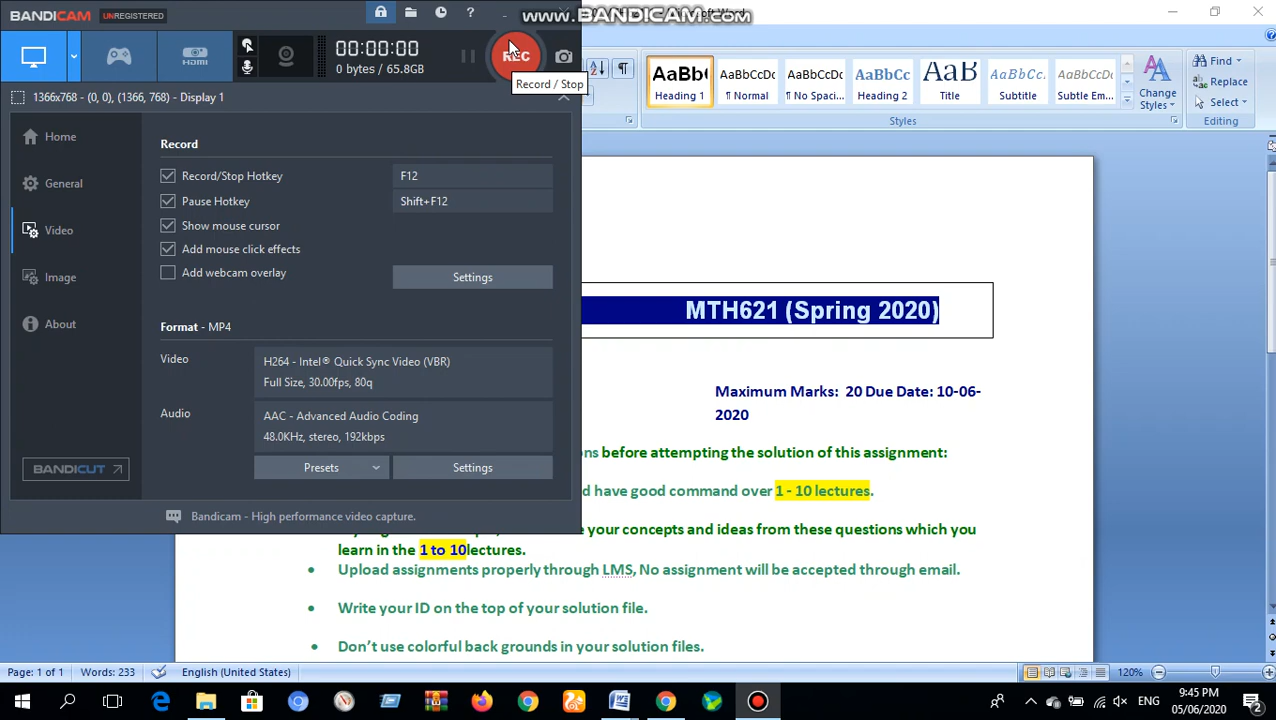 BANDICAM UNREGISTERED
www.BANDICAM.com
Microsoft Word
00:00:00
0 bytes / 65.8GB
REC
HDMI
Record / Stop
1366x768 - (0, 0), (1366, 768) - Display 1
Home
General
Video
Image
About
BANDICUT
Record
Record/Stop Hotkey F12
Pause Hotkey Shift+F12
Show mouse cursor
Add mouse click effects
Add webcam overlay
Settings
Format - MP4
Video
H264 - Intel® Quick Sync Video (VBR)
Full Size, 30.00fps, 80q
Audio
AAC - Advanced Audio Coding
48.0KHz, stereo, 192kbps
Presets Settings
Bandicam - High performance video capture.
AaBb( AaBbCcDc AaBbCcDc AaBbCc AaB AaBbCcI AaBbCcDc
Heading 1 ¶ Normal ¶ No Spaci... Heading 2 Title Subtitle Subtle Em...
Change
Styles
Find
Replace
Select
Styles Editing
MTH621 (Spring 2020)
Maximum Marks: 20 Due Date: 10-06-
2020
ons before attempting the solution of this assignment:
d have good command over 1 - 10 lectures.
e your concepts and ideas from these questions which you
learn in the 1 to 10lectures.
• Upload assignments properly through LMS, No assignment will be accepted through email.
• Write your ID on the top of your solution file.
• Don't use colorful back grounds in your solution files.
Page: 1 of 1 Words: 233 English (United States) 120%
ENG
9:45 PM
05/06/2020
2